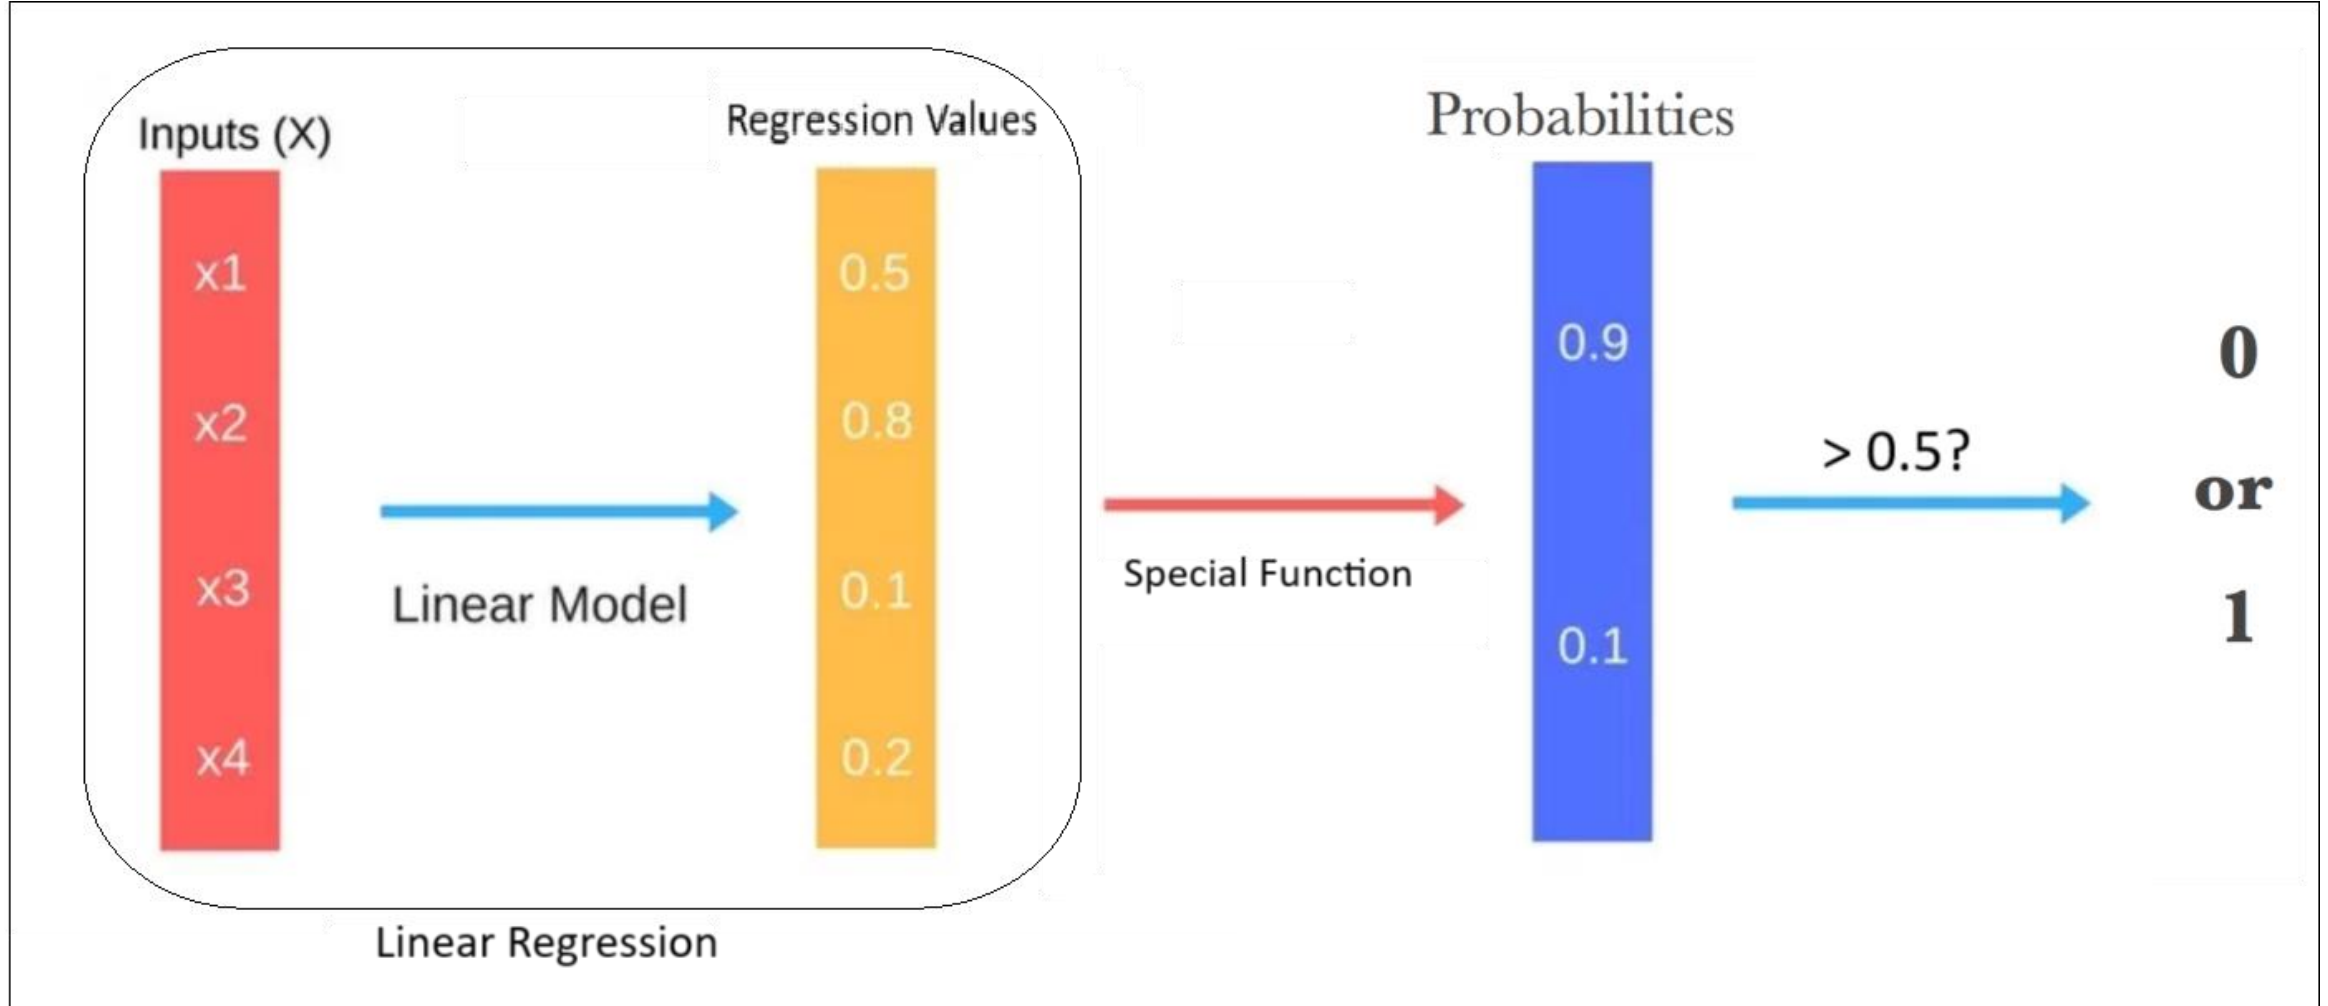 Inputs (X)
x1
x2
x3
x4
Linear Model
Regression Values
0.5
0.8
0.1
0.2
Linear Regression
Special Function
Probabilities
0.9
0.1
> 0.5?
0
or
1